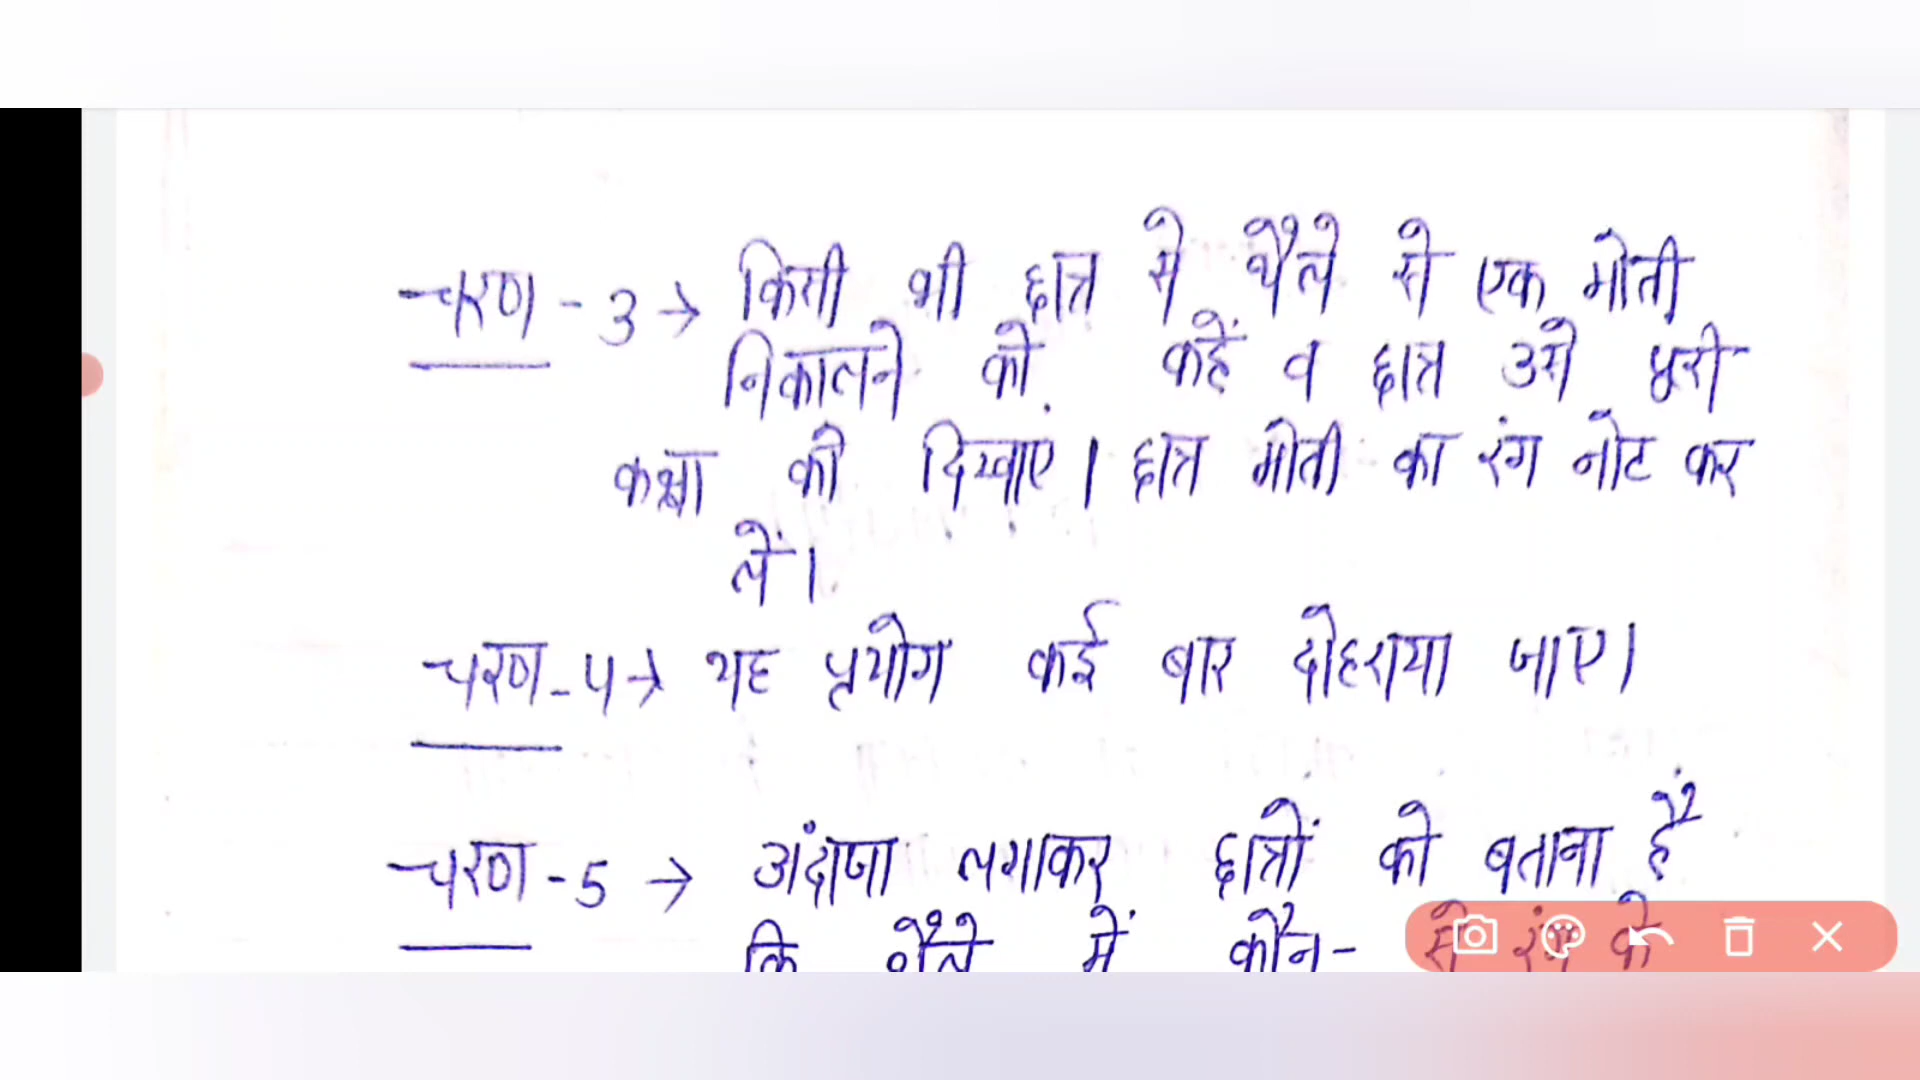 चरण - 3 → किसी भी छात्र से थैले से एक मोती
निकालने को कहें व छात्र उसे पूरी
कक्षा को दिखाए। छात्र मोती का रंग नोट कर
लें।
चरण - 4 → यह प्रयोग कई बार दोहराया जाए।
चरण - 5 → अंदाजा लगाकर छात्रों को बताना है
कि थैले में कौन- से रंग के